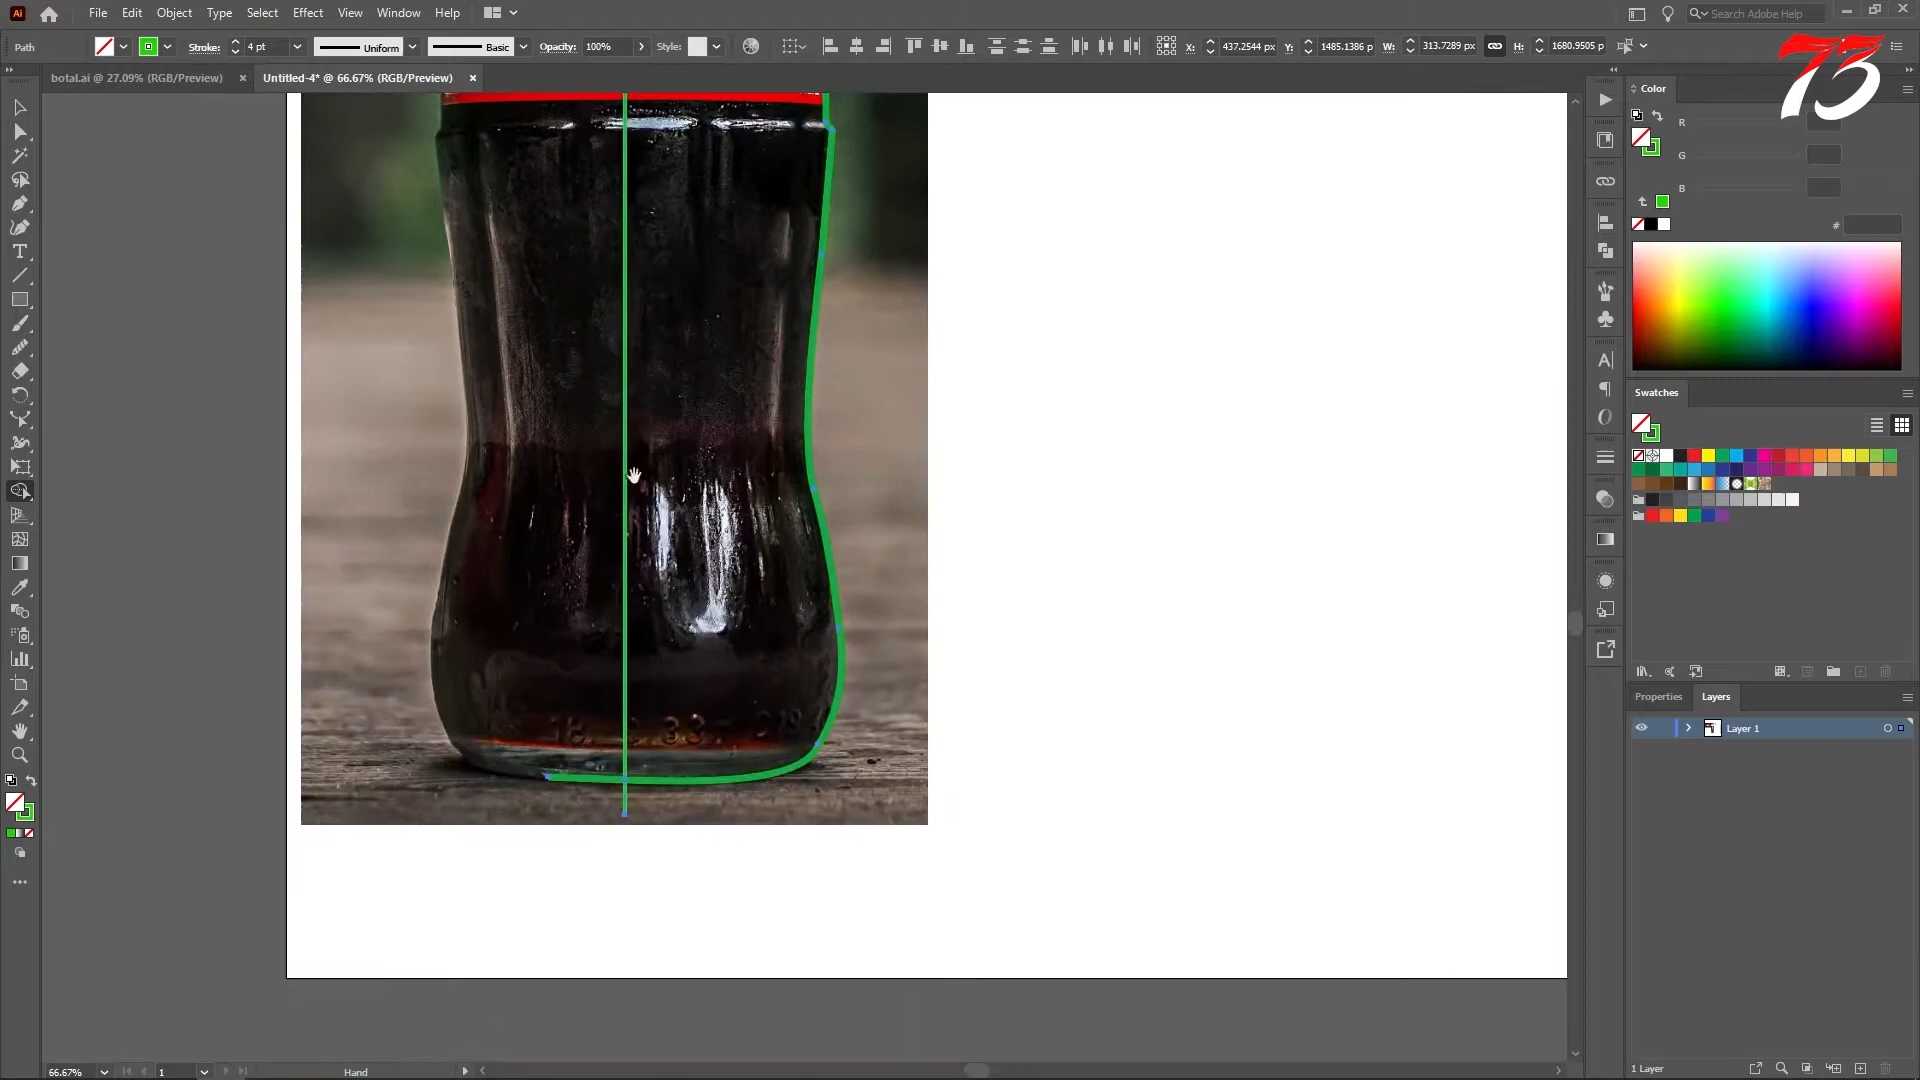 Ai File Edit Object Type Select Effect View Window Help Search Adobe Help
Path Stroke: 4 pt Uniform Basic Opacity: 100% Style: X: 437.2544 px Y: 1485.1386 p W: 313.7289 px H: 1680.9505 p
73
botal.ai @ 27.09% (RGB/Preview) × Untitled-4* @ 66.67% (RGB/Preview) ×
Color
R
G
B
#
Swatches
Properties Layers
Layer 1
66.67% 1 Hand
1 Layer